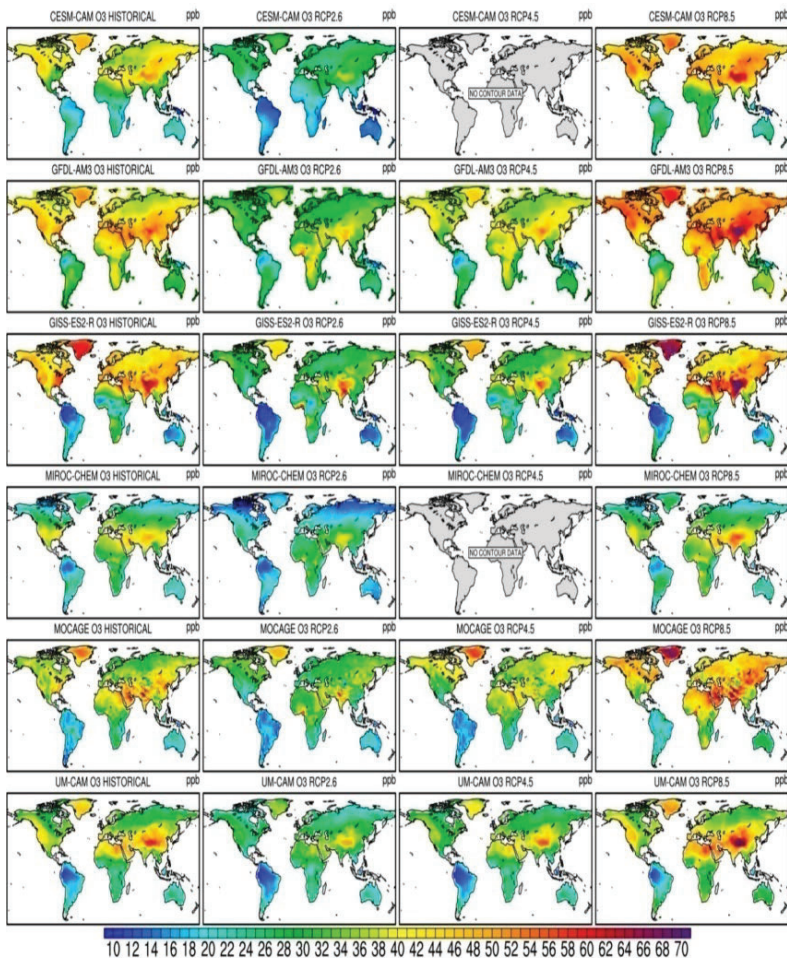 CESM-CAM O3 HISTORICAL ppb CESM-CAM O3 RCP2.6 ppb CESM-CAM O3 RCP4.5 ppb CESM-CAM O3 RCP8.5 ppb
NO CONTOUR DATA
GFDL-AM3 O3 HISTORICAL ppb GFDL-AM3 O3 RCP2.6 ppb GFDL-AM3 O3 RCP4.5 ppb GFDL-AM3 O3 RCP8.5 ppb
GISS-ES2-R O3 HISTORICAL ppb GISS-ES2-R O3 RCP2.6 ppb GISS-ES2-R O3 RCP4.5 ppb GISS-ES2-R O3 RCP8.5 ppb
MIROC-CHEM O3 HISTORICAL ppb MIROC-CHEM O3 RCP2.6 ppb MIROC-CHEM O3 RCP4.5 ppb MIROC-CHEM O3 RCP8.5 ppb
NO CONTOUR DATA
MOCAGE O3 HISTORICAL ppb MOCAGE O3 RCP2.6 ppb MOCAGE O3 RCP4.5 ppb MOCAGE O3 RCP8.5 ppb
UM-CAM O3 HISTORICAL ppb UM-CAM O3 RCP2.6 ppb UM-CAM O3 RCP4.5 ppb UM-CAM O3 RCP8.5 ppb
10 12 14 16 18 20 22 24 26 28 30 32 34 36 38 40 42 44 46 48 50 52 54 56 58 60 62 64 66 68 70